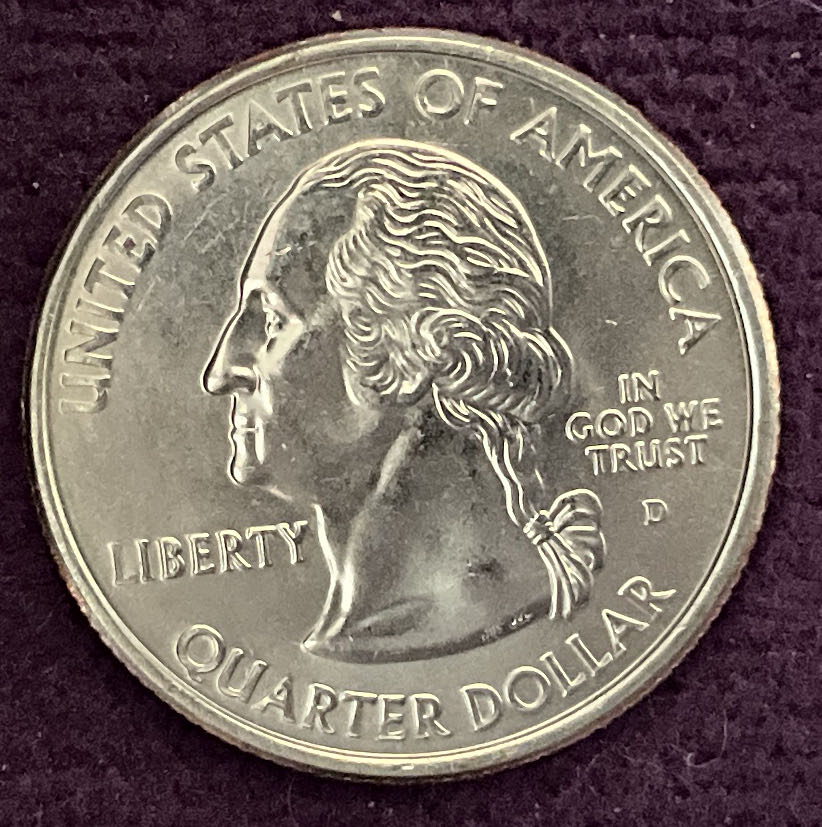 UNITED STATES OF AMERICA
IN
GOD WE
TRUST
D
LIBERTY
QUARTER DOLLAR